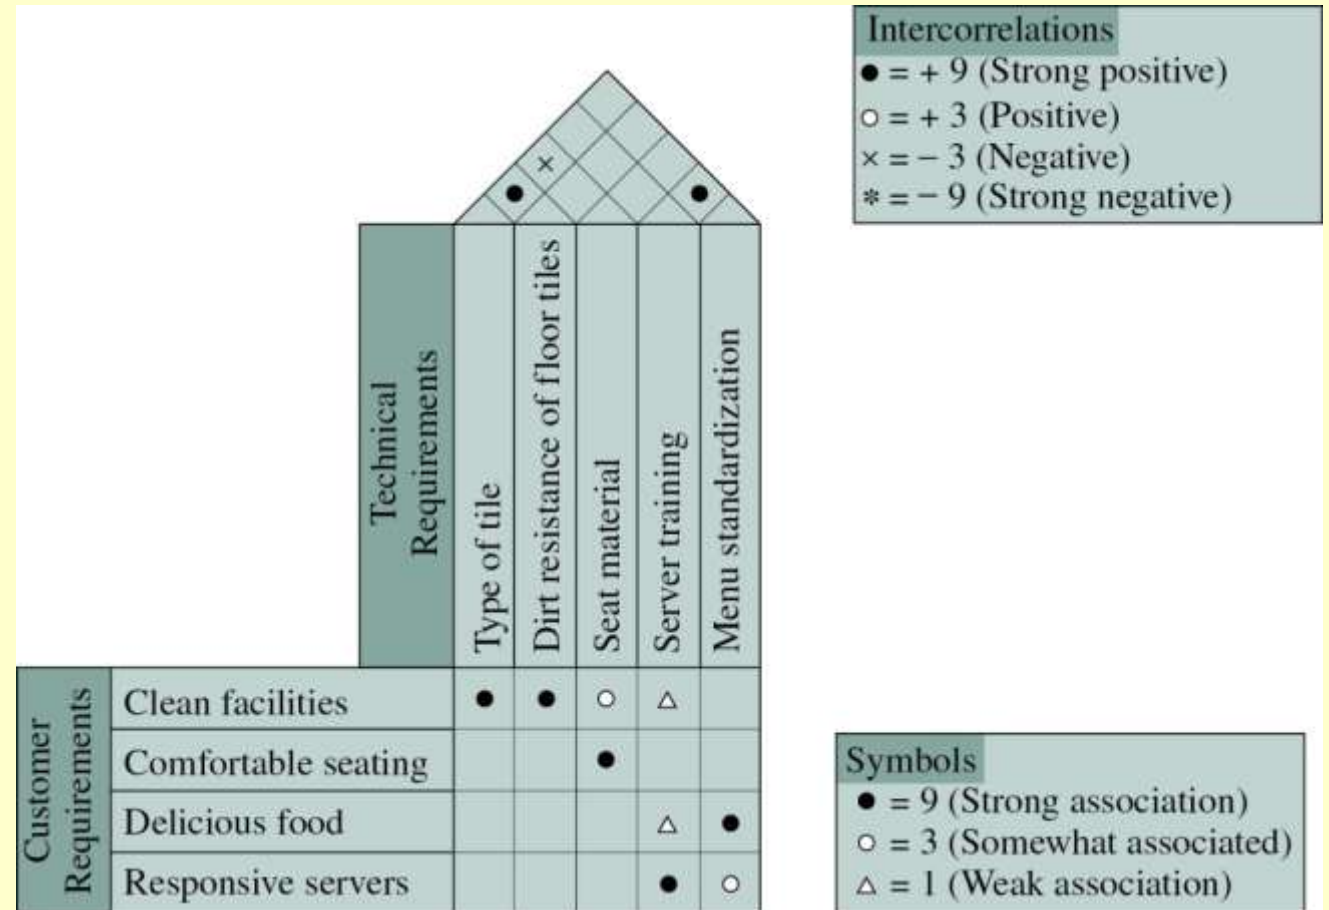 Intercorrelations
● = + 9 (Strong positive)
○ = + 3 (Positive)
× = − 3 (Negative)
* = − 9 (Strong negative)
Technical
Requirements
Type of tile
Dirt resistance of floor tiles
Seat material
Server training
Menu standardization
Customer
Requirements
Clean facilities
Comfortable seating
Delicious food
Responsive servers
Symbols
● = 9 (Strong association)
○ = 3 (Somewhat associated)
△ = 1 (Weak association)